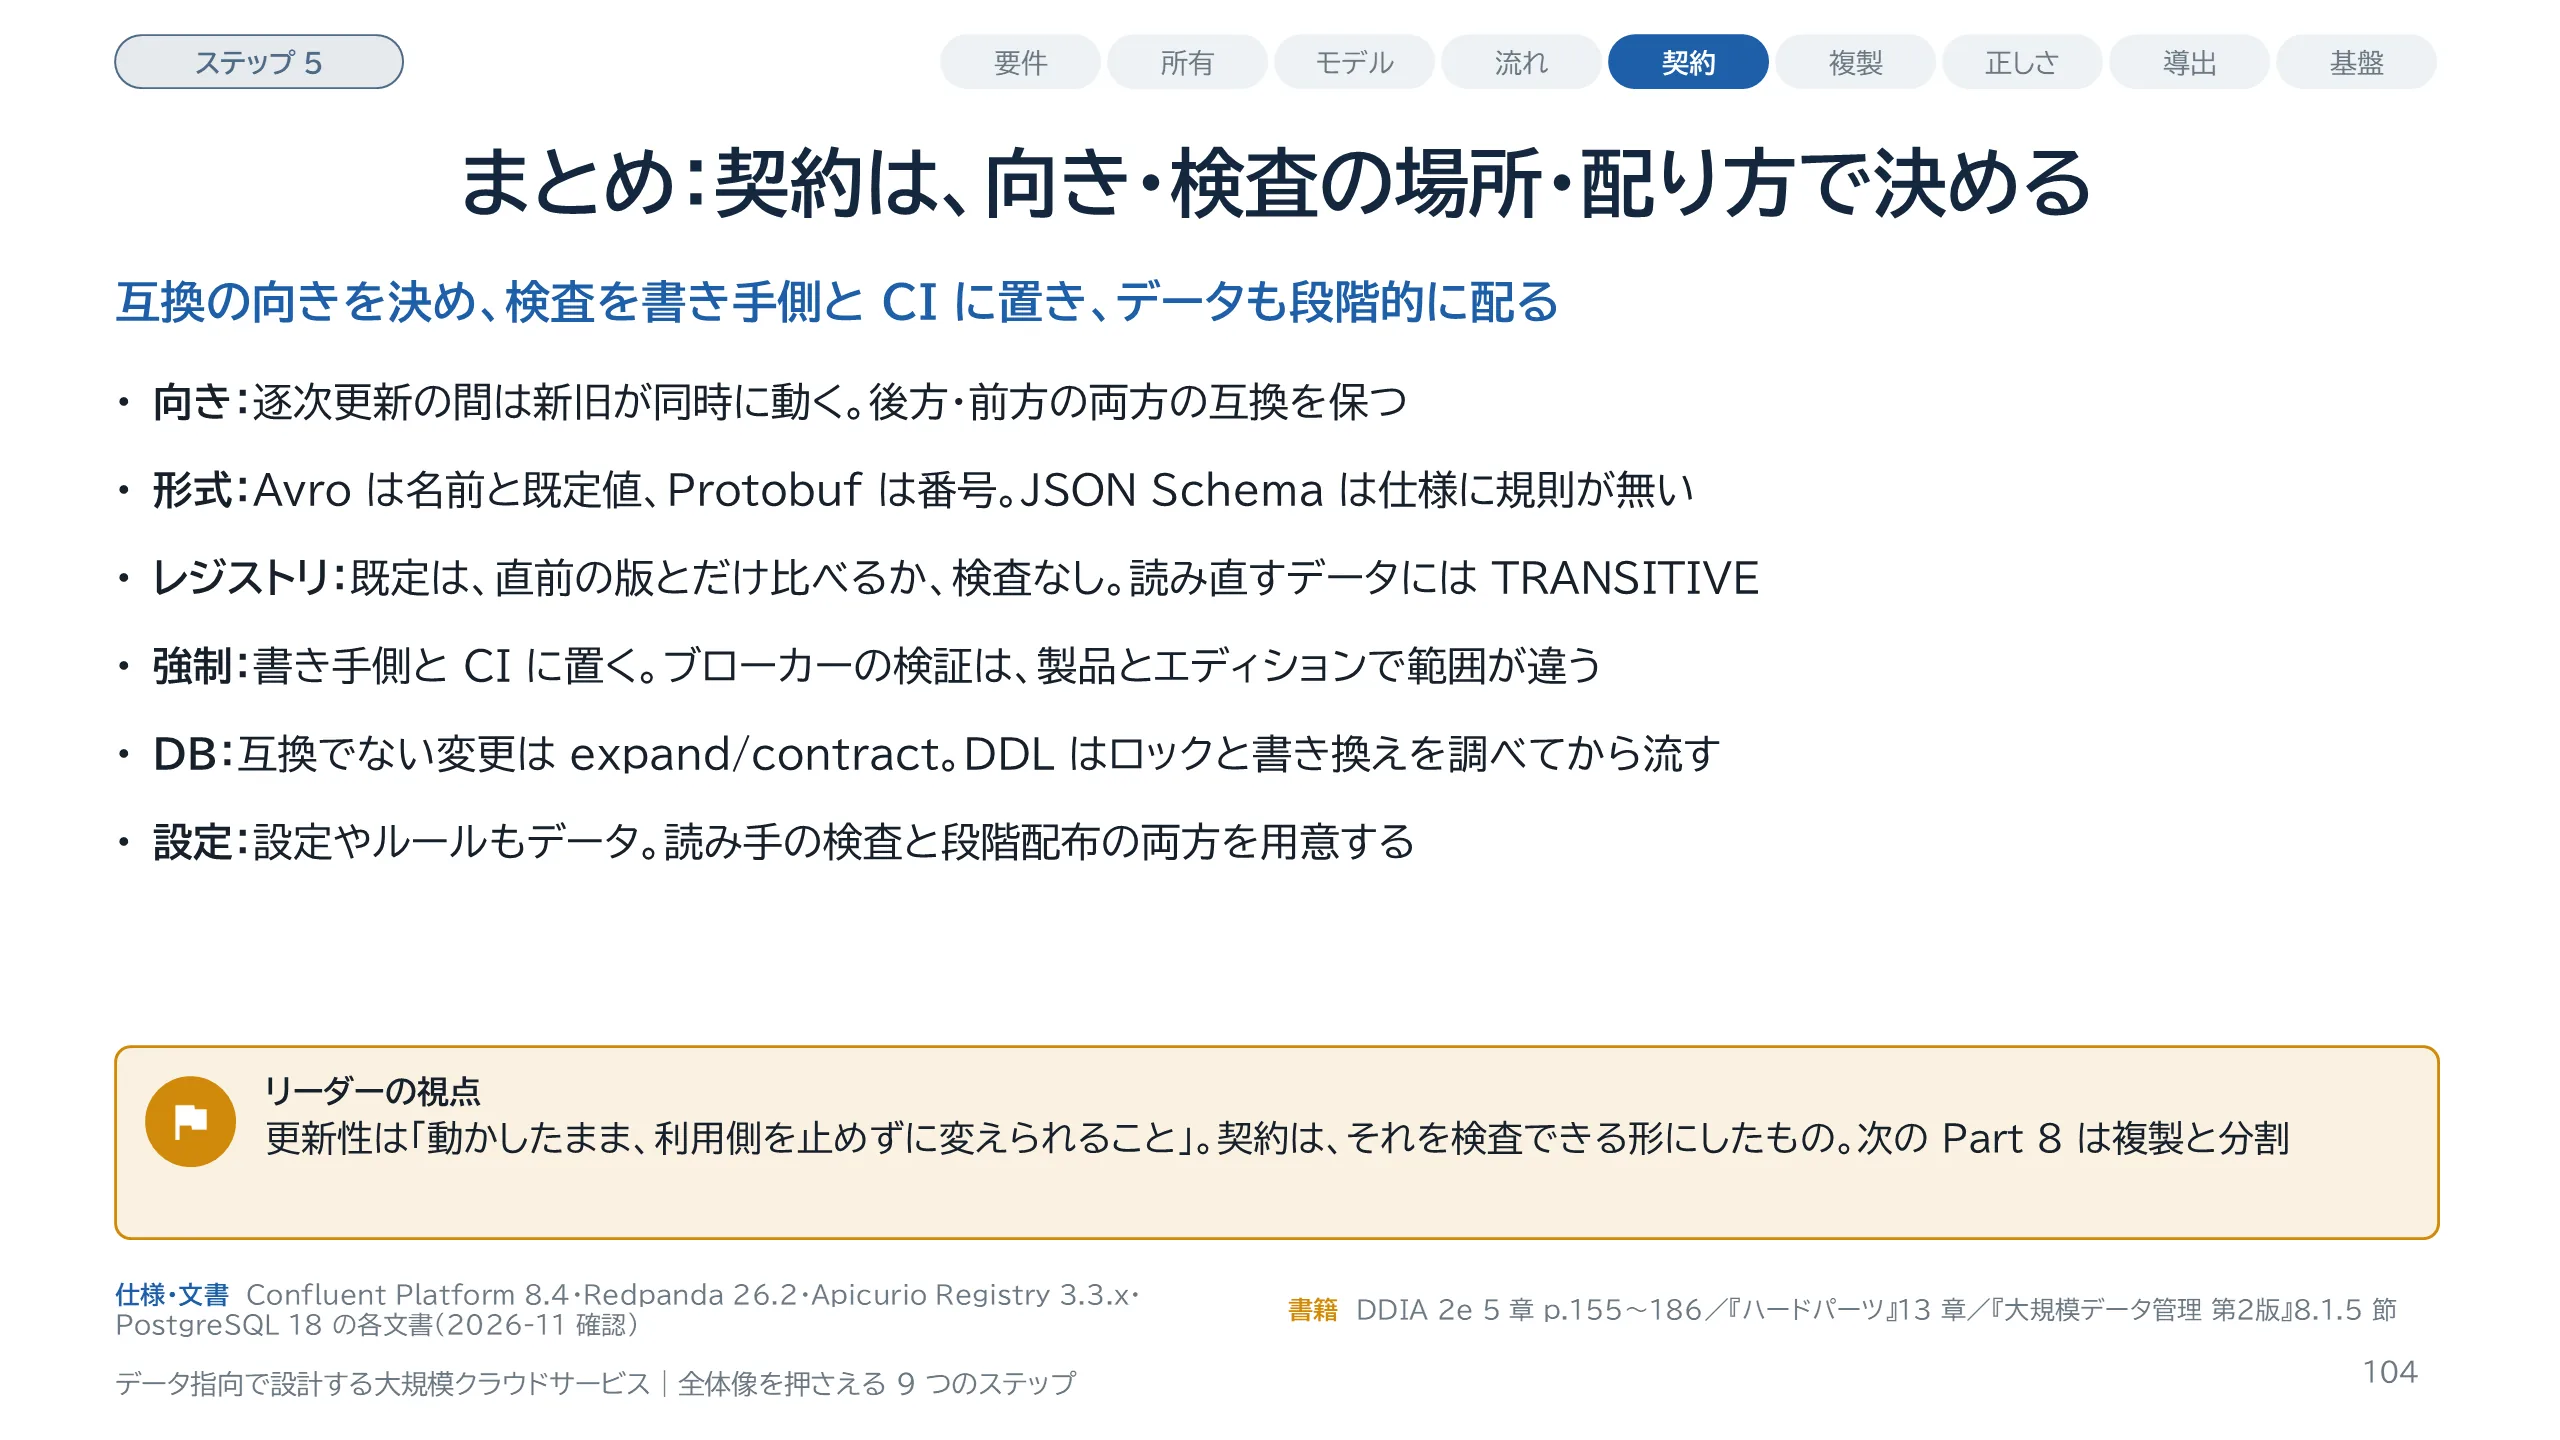 ステップ 5
要件
所有
モデル
流れ
契約
複製
正しさ
導出
基盤
まとめ：契約は、向き・検査の場所・配り方で決める
互換の向きを決め、検査を書き手側と CI に置き、データも段階的に配る
• 向き：逐次更新の間は新旧が同時に動く。後方・前方の両方の互換を保つ
• 形式：Avro は名前と既定値、Protobuf は番号。JSON Schema は仕様に規則が無い
• レジストリ：既定は、直前の版とだけ比べるか、検査なし。読み直すデータには TRANSITIVE
• 強制：書き手側と CI に置く。ブローカーの検証は、製品とエディションで範囲が違う
• DB：互換でない変更は expand/contract。DDL はロックと書き換えを調べてから流す
• 設定：設定やルールもデータ。読み手の検査と段階配布の両方を用意する
リーダーの視点
更新性は「動かしたまま、利用側を止めずに変えられること」。契約は、それを検査できる形にしたもの。次の Part 8 は複製と分割
仕様・文書 Confluent Platform 8.4・Redpanda 26.2・Apicurio Registry 3.3.x・
PostgreSQL 18 の各文書（2026-11 確認）
書籍 DDIA 2e 5 章 p.155～186／『ハードパーツ』13 章／『大規模データ管理 第2版』8.1.5 節
データ指向で設計する大規模クラウドサービス｜全体像を押さえる 9 つのステップ
104